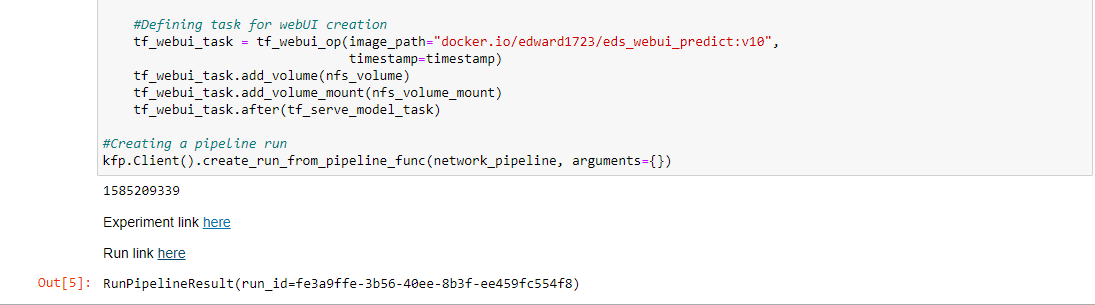 #Defining task for webUI creation
tf_webui_task = tf_webui_op(image_path="docker.io/edward1723/eds_webui_predict:v10",
timestamp=timestamp)
tf_webui_task.add_volume(nfs_volume)
tf_webui_task.add_volume_mount(nfs_volume_mount)
tf_webui_task.after(tf_serve_model_task)
#Creating a pipeline run
kfp.Client().create_run_from_pipeline_func(network_pipeline, arguments={})
1585209339
Experiment link here
Run link here
Out[5]: RunPipelineResult(run_id=fe3a9ffe-3b56-40ee-8b3f-ee459fc554f8)